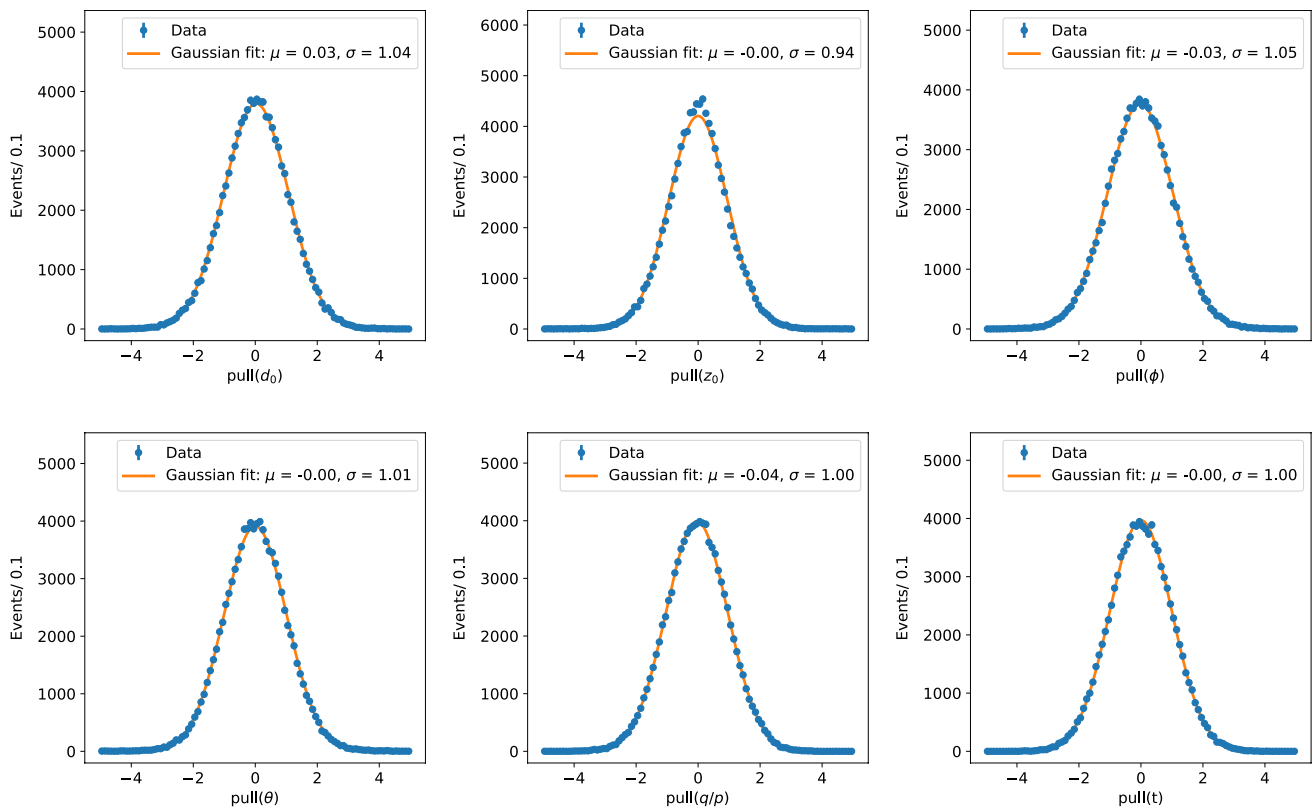 5000
4000
3000
2000
1000
0
Events/ 0.1
Data
Gaussian fit: μ = 0.03, σ = 1.04
−4 −2 0 2 4
pull(d₀)
6000
5000
4000
3000
2000
1000
0
Events/ 0.1
Data
Gaussian fit: μ = -0.00, σ = 0.94
−4 −2 0 2 4
pull(z₀)
5000
4000
3000
2000
1000
0
Events/ 0.1
Data
Gaussian fit: μ = -0.03, σ = 1.05
−4 −2 0 2 4
pull(ϕ)
5000
4000
3000
2000
1000
0
Events/ 0.1
Data
Gaussian fit: μ = -0.00, σ = 1.01
−4 −2 0 2 4
pull(θ)
5000
4000
3000
2000
1000
0
Events/ 0.1
Data
Gaussian fit: μ = -0.04, σ = 1.00
−4 −2 0 2 4
pull(q/p)
5000
4000
3000
2000
1000
0
Events/ 0.1
Data
Gaussian fit: μ = -0.00, σ = 1.00
−4 −2 0 2 4
pull(t)